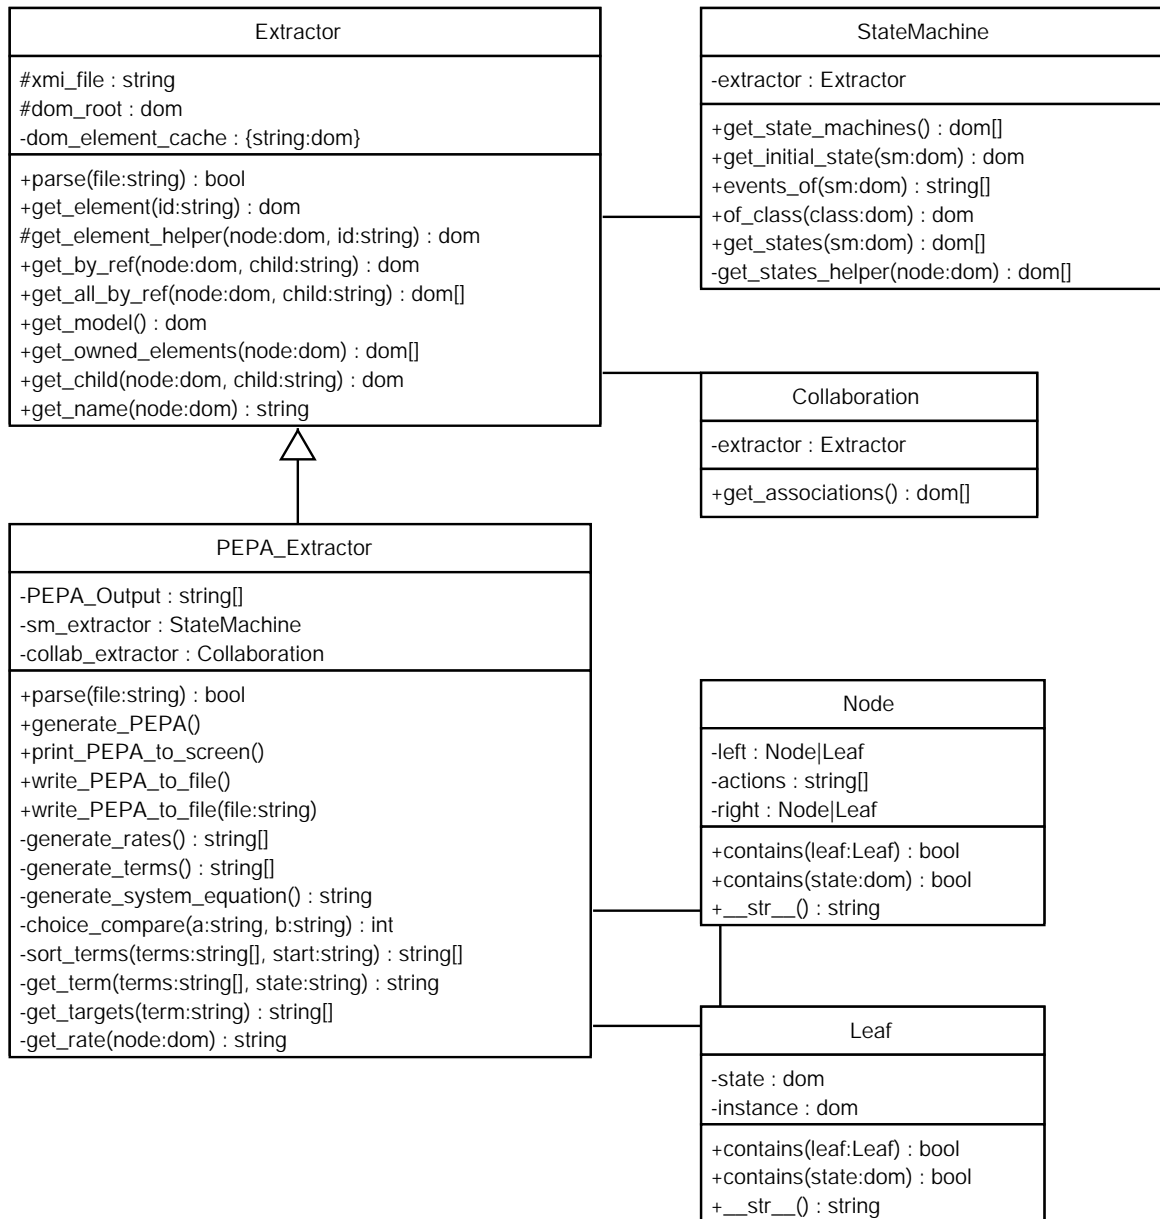 Extractor
#xmi_file : string
#dom_root : dom
-dom_element_cache : {string:dom}
+parse(file:string) : bool
+get_element(id:string) : dom
#get_element_helper(node:dom, id:string) : dom
+get_by_ref(node:dom, child:string) : dom
+get_all_by_ref(node:dom, child:string) : dom[]
+get_model() : dom
+get_owned_elements(node:dom) : dom[]
+get_child(node:dom, child:string) : dom
+get_name(node:dom) : string
StateMachine
-extractor : Extractor
+get_state_machines() : dom[]
+get_initial_state(sm:dom) : dom
+events_of(sm:dom) : string[]
+of_class(class:dom) : dom
+get_states(sm:dom) : dom[]
-get_states_helper(node:dom) : dom[]
Collaboration
-extractor : Extractor
+get_associations() : dom[]
PEPA_Extractor
-PEPA_Output : string[]
-sm_extractor : StateMachine
-collab_extractor : Collaboration
+parse(file:string) : bool
+generate_PEPA()
+print_PEPA_to_screen()
+write_PEPA_to_file()
+write_PEPA_to_file(file:string)
-generate_rates() : string[]
-generate_terms() : string[]
-generate_system_equation() : string
-choice_compare(a:string, b:string) : int
-sort_terms(terms:string[], start:string) : string[]
-get_term(terms:string[], state:string) : string
-get_targets(term:string) : string[]
-get_rate(node:dom) : string
Node
-left : Node|Leaf
-actions : string[]
-right : Node|Leaf
+contains(leaf:Leaf) : bool
+contains(state:dom) : bool
+__str__() : string
Leaf
-state : dom
-instance : dom
+contains(leaf:Leaf) : bool
+contains(state:dom) : bool
+__str__() : string